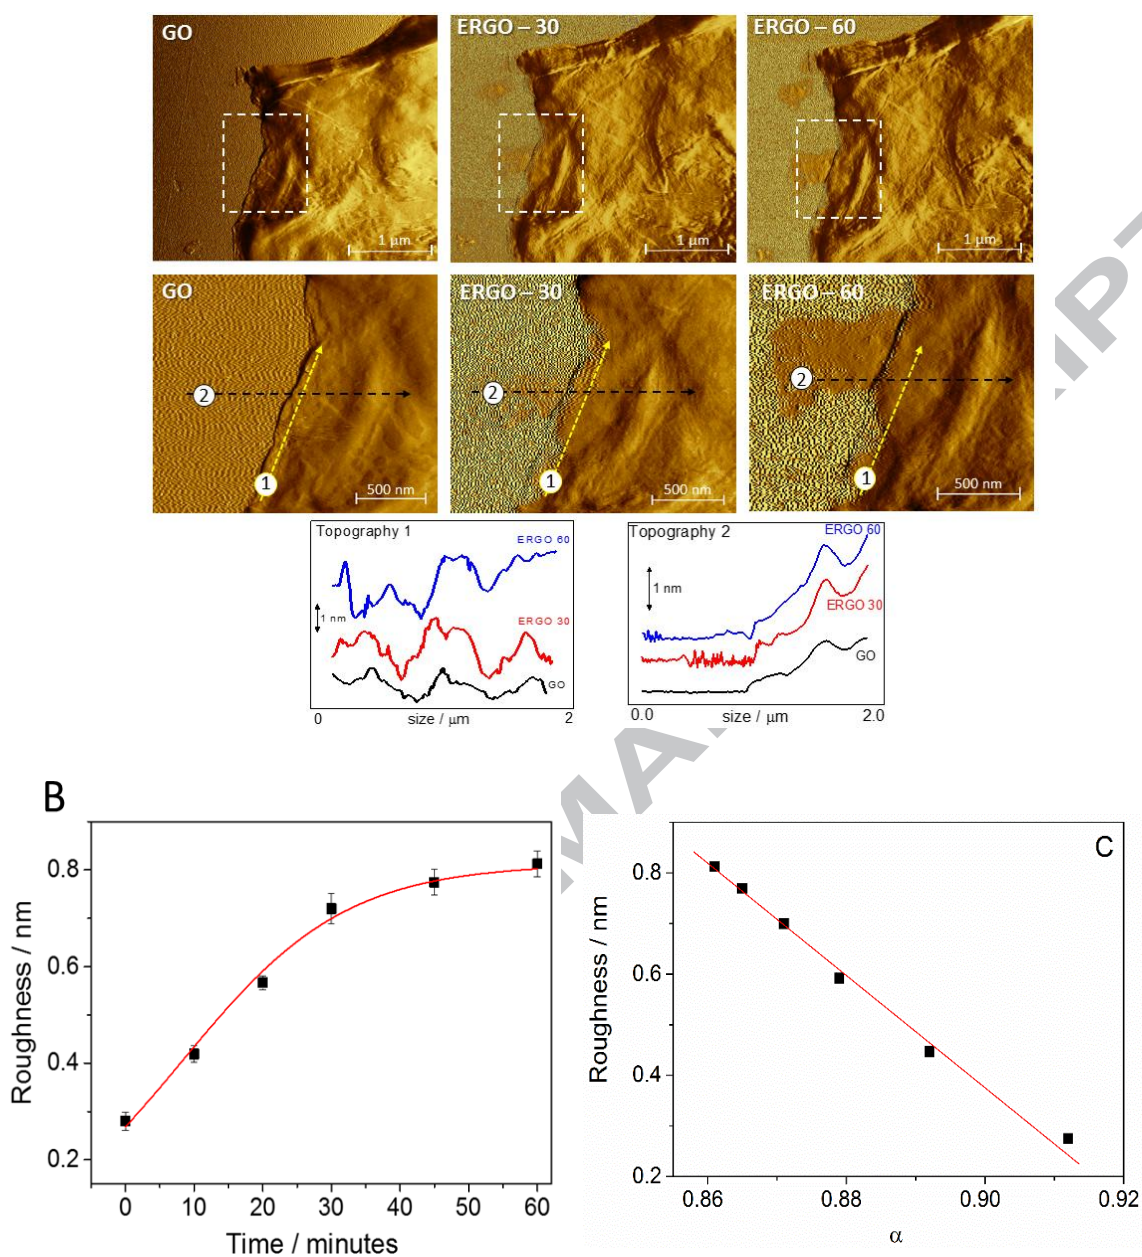 GO
ERGO – 30
ERGO – 60
1 µm
1 µm
1 µm
GO
ERGO – 30
ERGO – 60
2
2
2
1
1
1
500 nm
500 nm
500 nm
Topography 1
ERGO 60
1 nm
ERGO 30
GO
0
size / µm
2
Topography 2
ERGO 60
1 nm
ERGO 30
GO
0.0
size / µm
2.0
B
Roughness / nm
0.8
0.6
0.4
0.2
0
10
20
30
40
50
60
Time / minutes
C
Roughness / nm
0.8
0.6
0.4
0.2
0.86
0.88
0.90
0.92
α